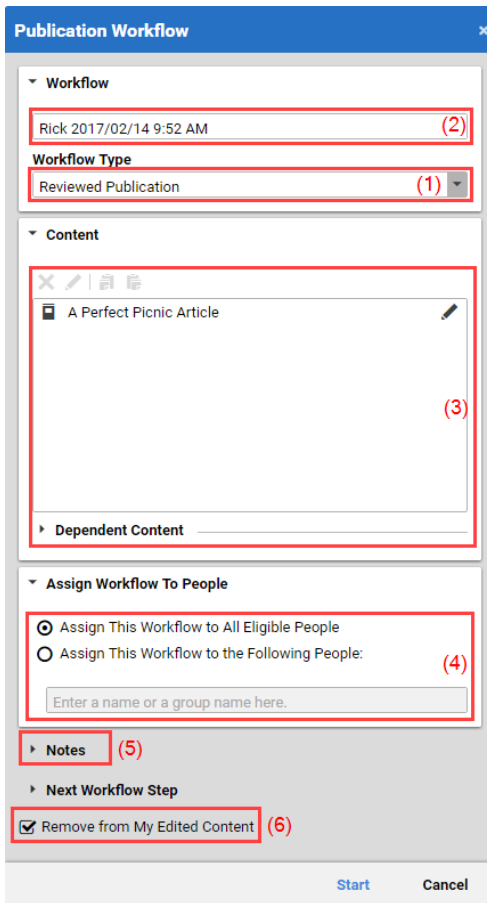 Publication Workflow
Workflow
Rick 2017/02/14 9:52 AM (2)
Workflow Type
Reviewed Publication (1)
Content
A Perfect Picnic Article
(3)
Dependent Content
Assign Workflow To People
Assign This Workflow to All Eligible People
Assign This Workflow to the Following People:
(4)
Enter a name or a group name here.
Notes (5)
Next Workflow Step
Remove from My Edited Content (6)
Start Cancel